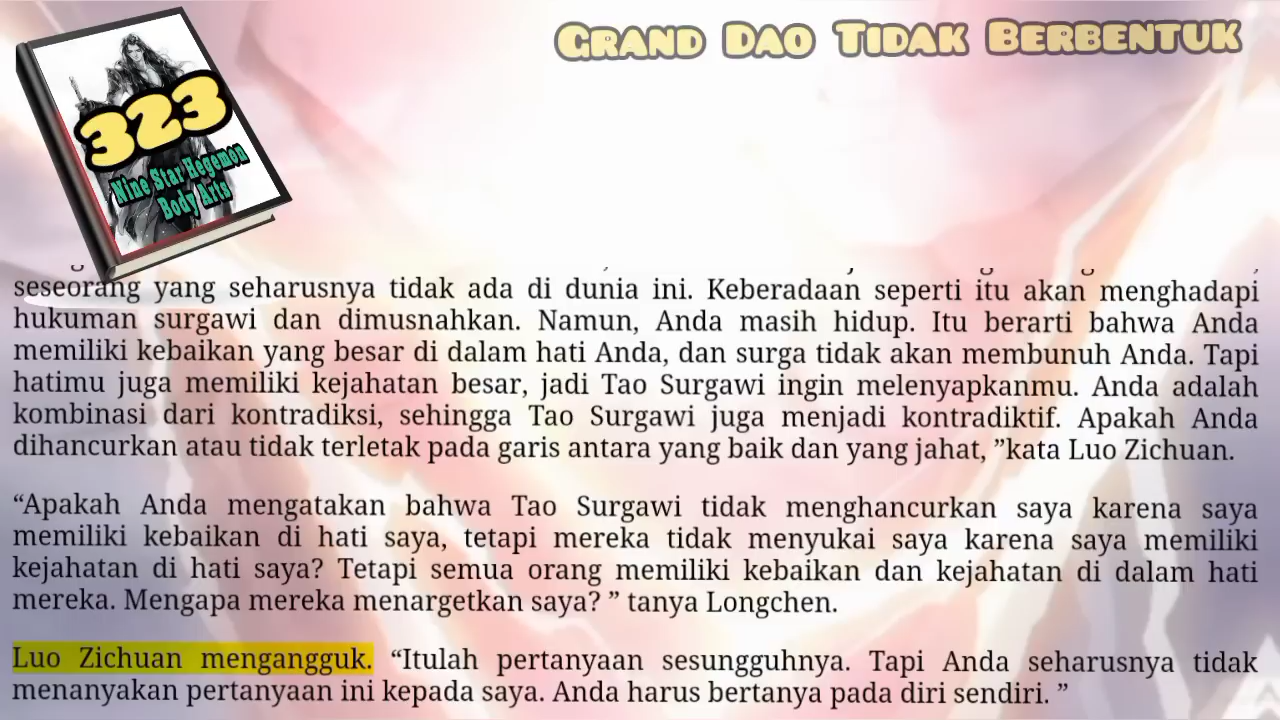 GRAND DAO TIDAK BERBENTUK
323
Nine Star Hegemon
Body Arts
seseorang yang seharusnya tidak ada di dunia ini. Keberadaan seperti itu akan menghadapi
hukuman surgawi dan dimusnahkan. Namun, Anda masih hidup. Itu berarti bahwa Anda
memiliki kebaikan yang besar di dalam hati Anda, dan surga tidak akan membunuh Anda. Tapi
hatimu juga memiliki kejahatan besar, jadi Tao Surgawi ingin melenyapkanmu. Anda adalah
kombinasi dari kontradiksi, sehingga Tao Surgawi juga menjadi kontradiktif. Apakah Anda
dihancurkan atau tidak terletak pada garis antara yang baik dan yang jahat, ”kata Luo Zichuan.
“Apakah Anda mengatakan bahwa Tao Surgawi tidak menghancurkan saya karena saya
memiliki kebaikan di hati saya, tetapi mereka tidak menyukai saya karena saya memiliki
kejahatan di hati saya? Tetapi semua orang memiliki kebaikan dan kejahatan di dalam hati
mereka. Mengapa mereka menargetkan saya? ” tanya Longchen.
Luo Zichuan mengangguk. “Itulah pertanyaan sesungguhnya. Tapi Anda seharusnya tidak
menanyakan pertanyaan ini kepada saya. Anda harus bertanya pada diri sendiri. ”